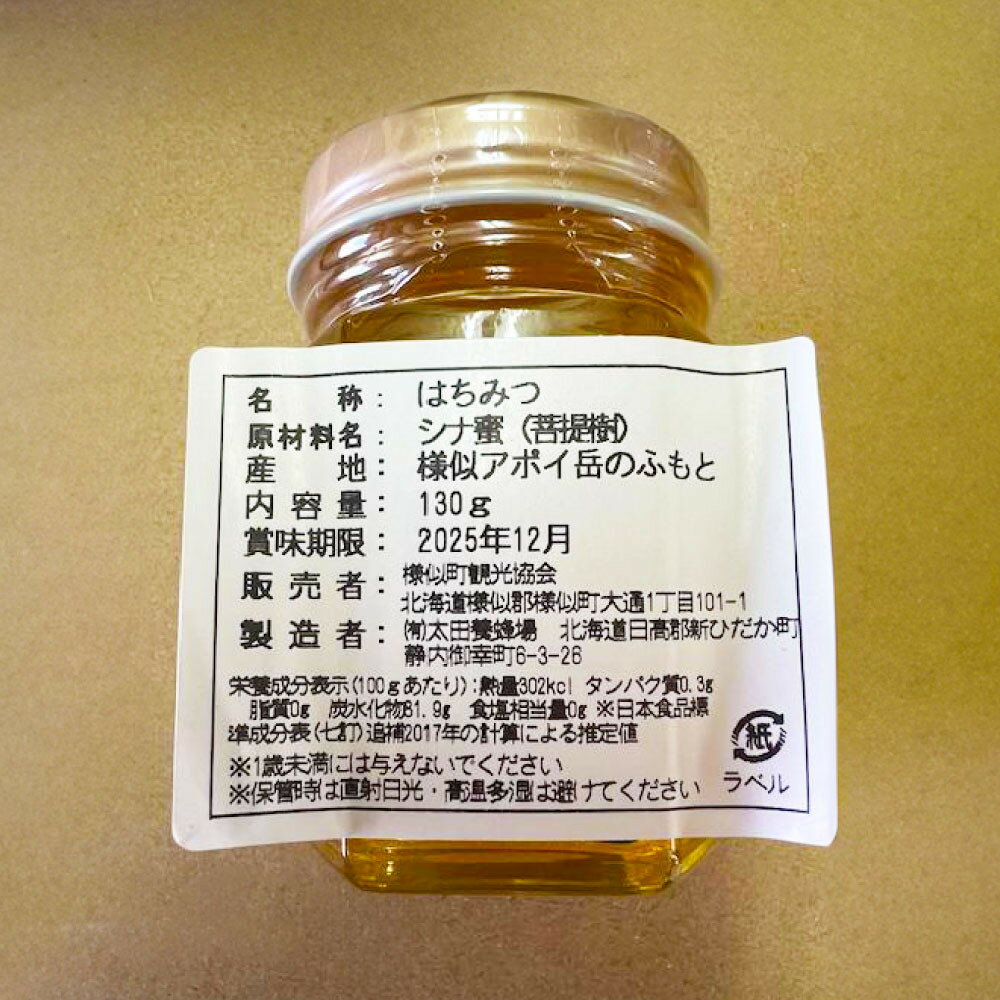 名称：はちみつ
原材料名：シナ蜜（菩提樹）
産地：様似アポイ岳のふもと
内容量：130g
賞味期限：2025年12月
販売者：様似町観光協会
北海道様似郡様似町大通1丁目101-1
製造者：㈲太田養蜂場　北海道日高郡新ひだか町
静内御幸町6-3-26
栄養成分表示(100gあたり):熱量302kcl タンパク質0.3g
脂質0g 炭水化物81.9g 食塩相当量0g ※日本食品標
準成分表(七訂)追補2017年の計算による推定値
※1歳未満には与えないでください
※保管時は直射日光・高温多湿は避けてください
紙
ラベル